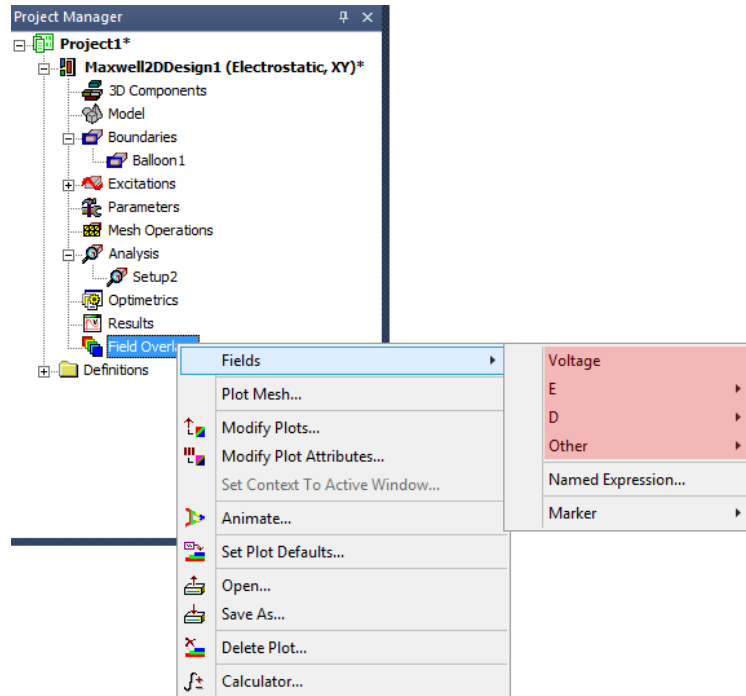 Project Manager
Project1*
Maxwell2DDesign1 (Electrostatic, XY)*
3D Components
Model
Boundaries
Balloon1
Excitations
Parameters
Mesh Operations
Analysis
Setup2
Optimetrics
Results
Field Overl
Definitions
Fields
Plot Mesh...
Modify Plots...
Modify Plot Attributes...
Set Context To Active Window...
Animate...
Set Plot Defaults...
Open...
Save As...
Delete Plot...
Calculator...
Voltage
E
D
Other
Named Expression...
Marker